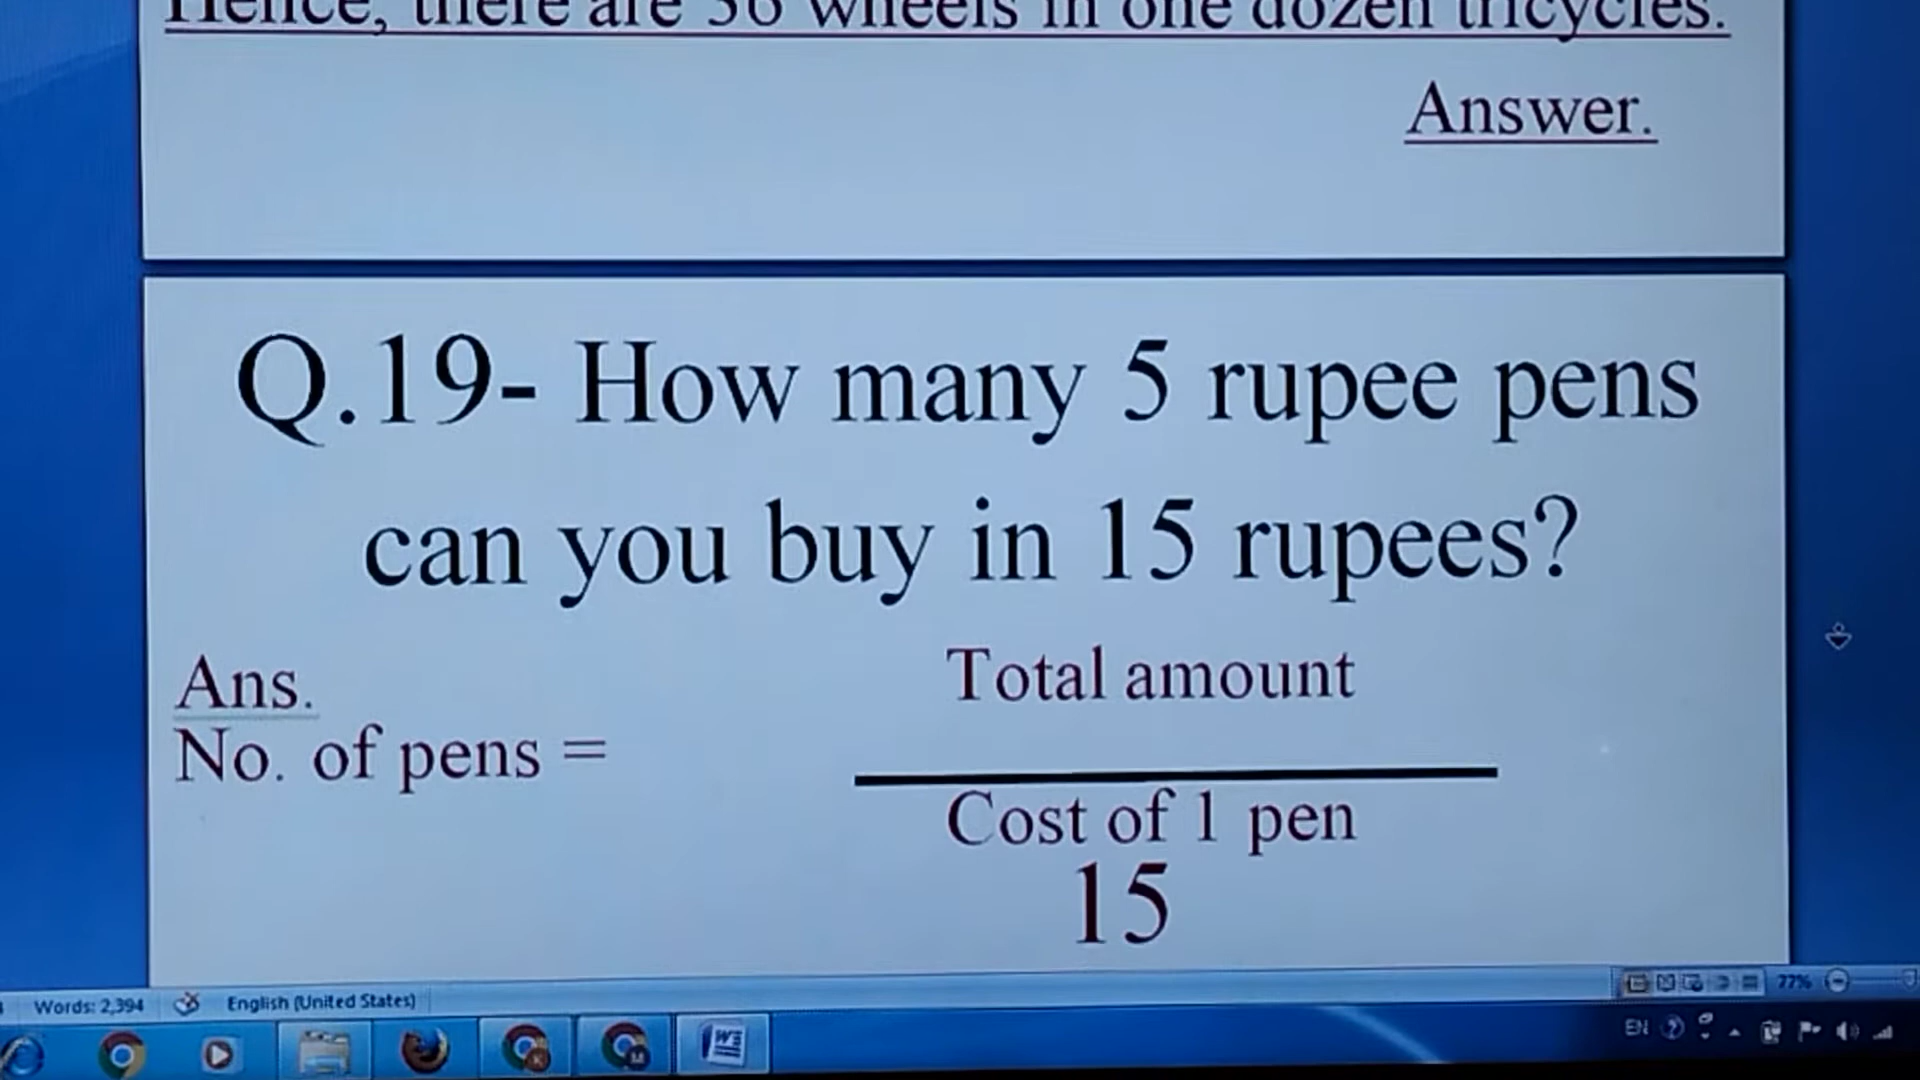 Hence, there are 36 wheels in one dozen tricycles.
Answer.
Q.19- How many 5 rupee pens
can you buy in 15 rupees?
Ans.
Total amount
No. of pens =
Cost of 1 pen
15
Words: 2,394 English (United States) 77%
EN